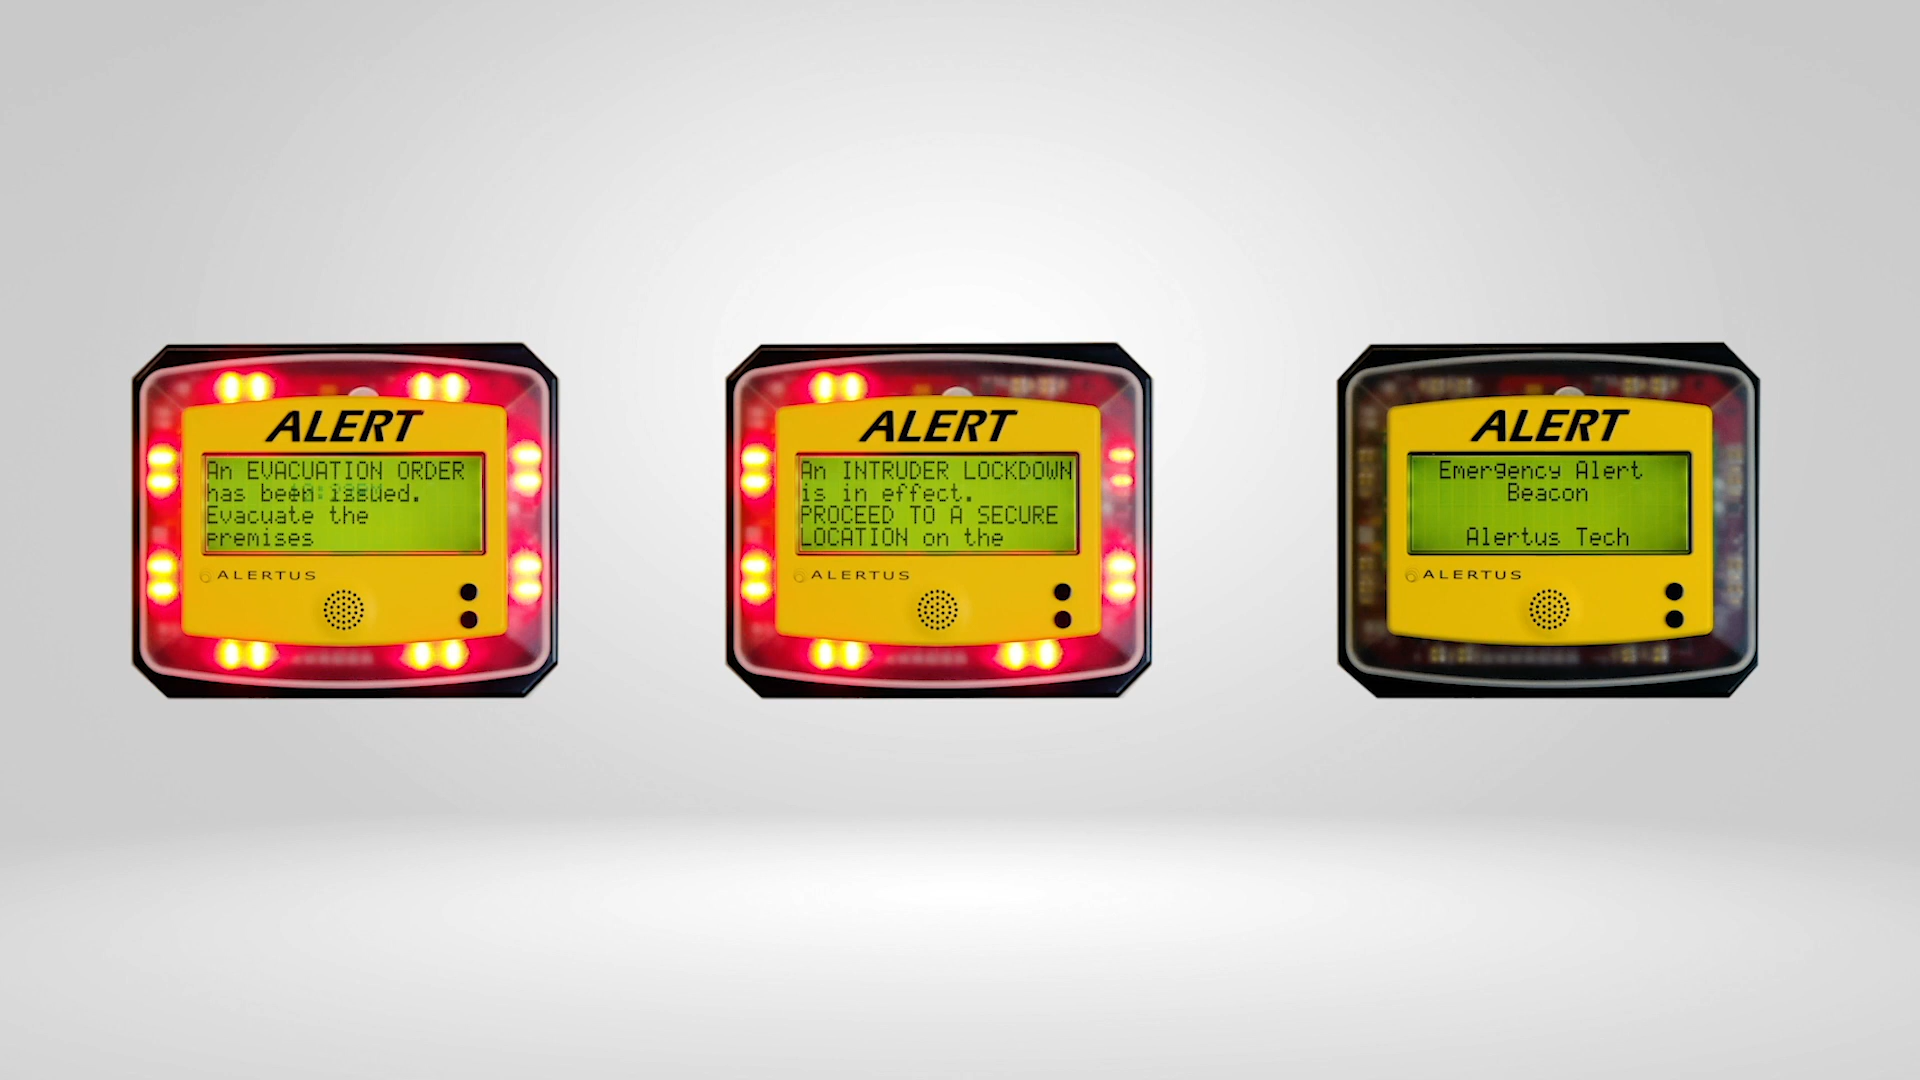 ALERT
An EVACUATION ORDER
has been issued.
Evacuate the
premises
ALERTUS
ALERT
An INTRUDER LOCKDOWN
is in effect.
PROCEED TO A SECURE
LOCATION on the
ALERTUS
ALERT
Emergency Alert
Beacon
Alertus Tech
ALERTUS